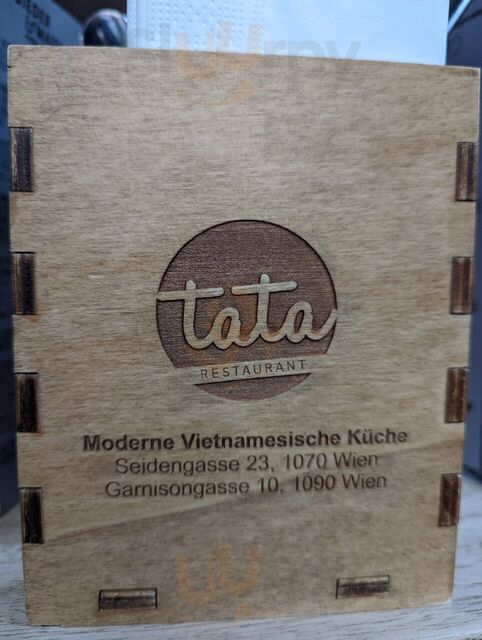 tata
RESTAURANT
Moderne Vietnamesische Küche
Seidengasse 23, 1070 Wien
Garnisongasse 10, 1090 Wien